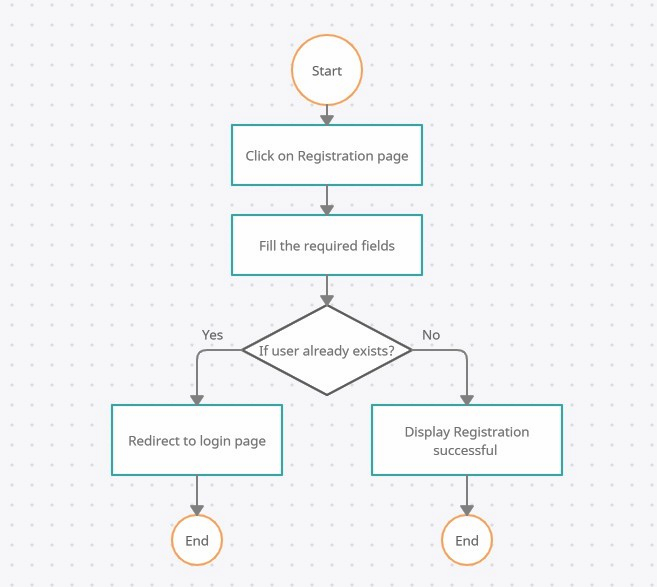 Start
Click on Registration page
Fill the required fields
Yes
No
If user already exists?
Redirect to login page
Display Registration
successful
End
End